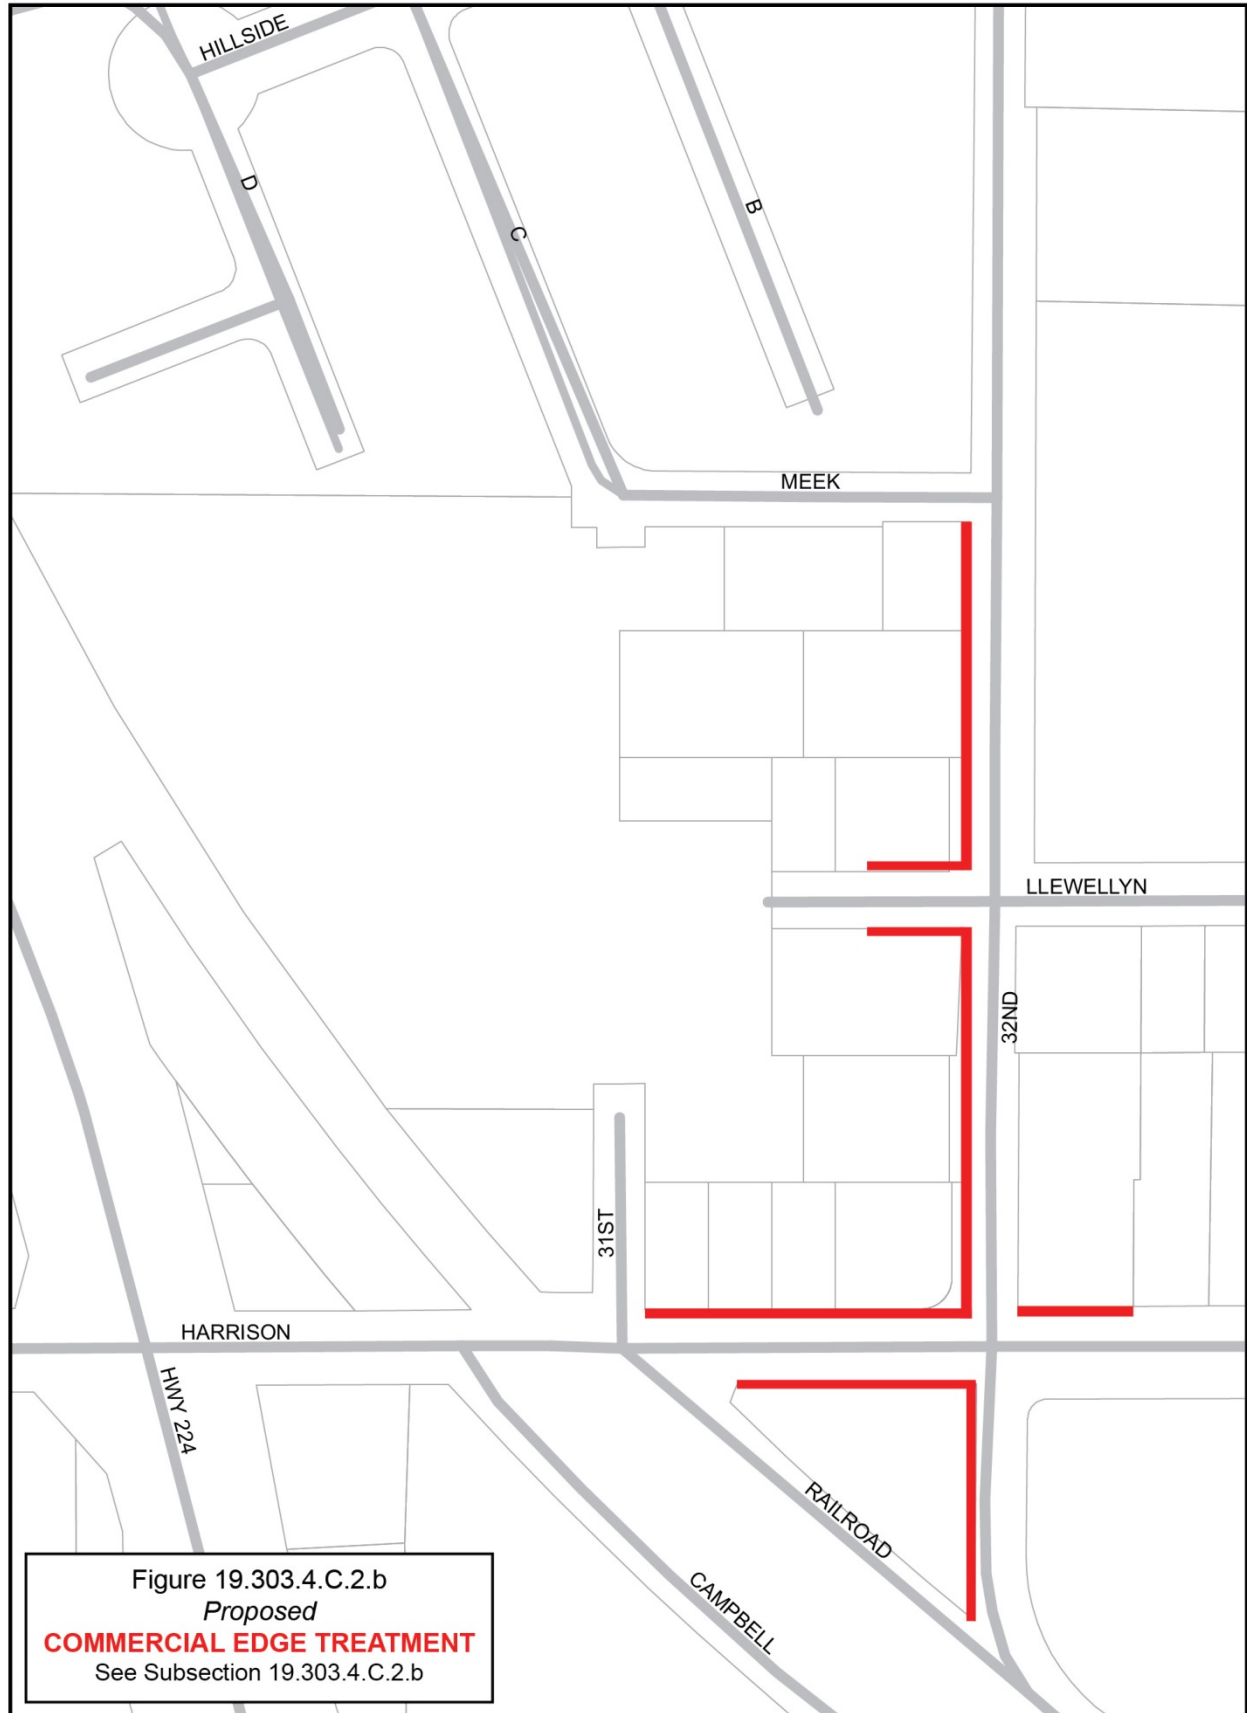 HILLSIDE
D
C
B
MEEK
LLEWELLYN
32ND
31ST
HARRISON
HWY 224
RAILROAD
CAMPBELL
Figure 19.303.4.C.2.b
Proposed
COMMERCIAL EDGE TREATMENT
See Subsection 19.303.4.C.2.b